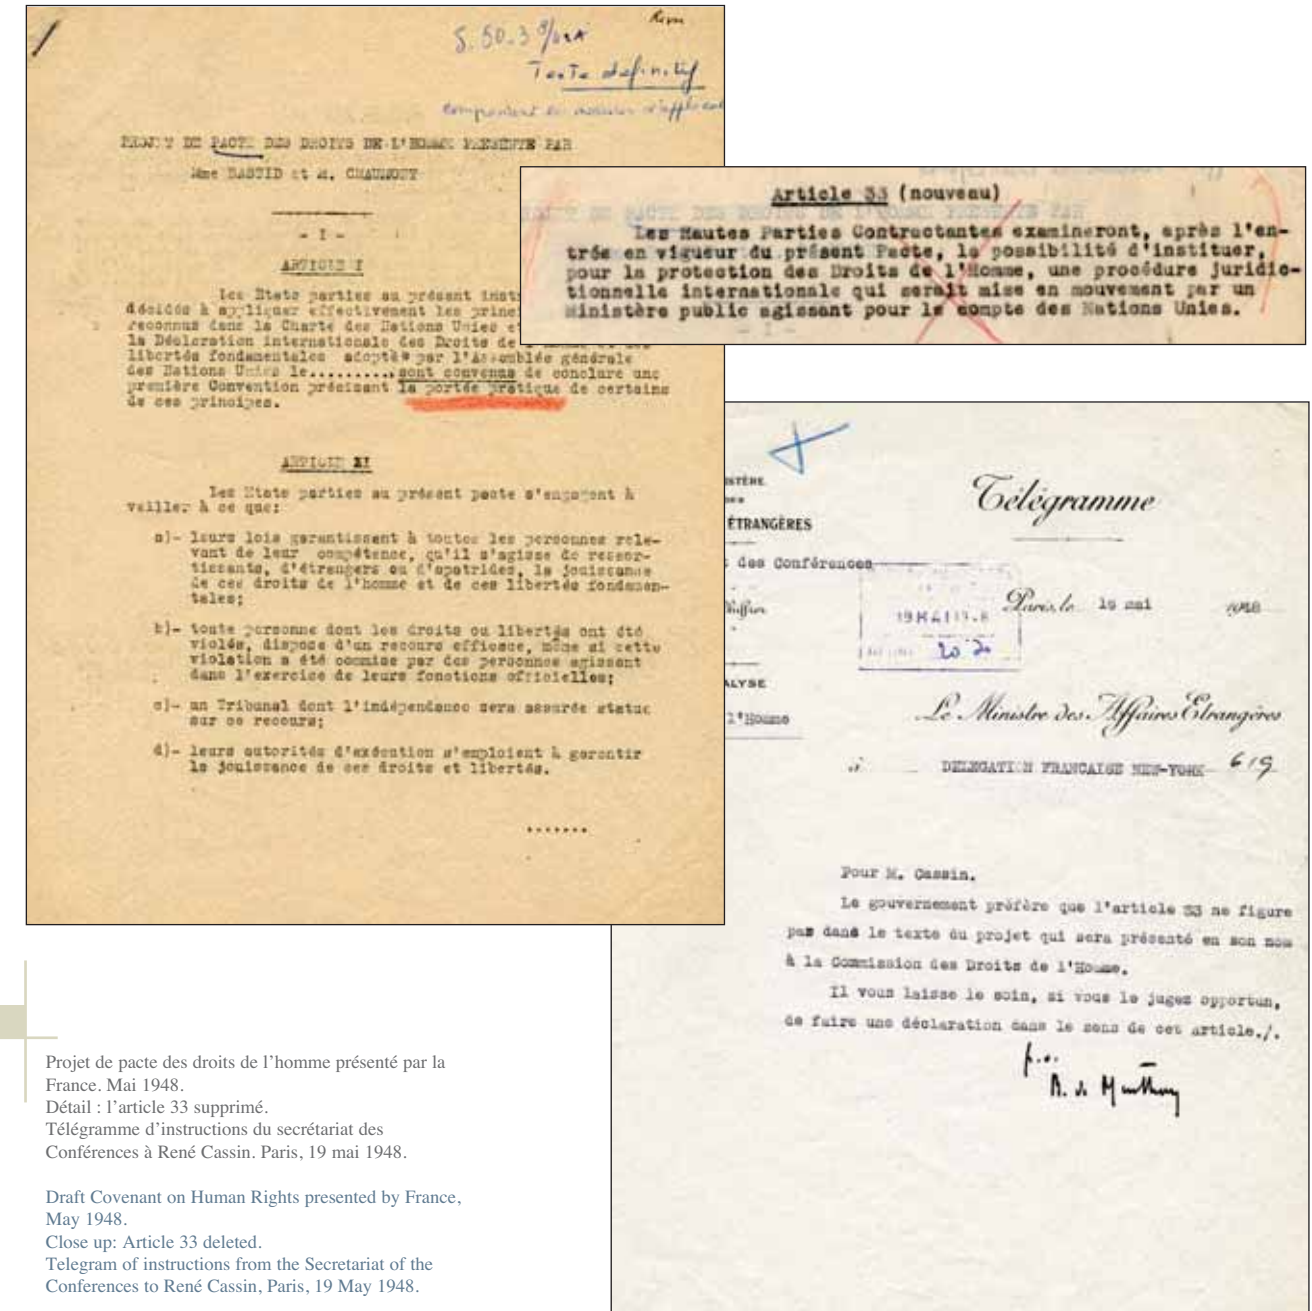 S. 50.3
Texte définitif
comportant
PROJET DE PACTE DES DROITS DE L'HOMME PRESENTE PAR
Mme BASTID et M. CHAUMONT
- I -
ARTICLE I
Les Etats parties au présent inst
décidés à appliquer effectivement les princi
reconnus dans la Charte des Nations Unies et
la Déclaration internationale des Droits de
libertés fondamentales adoptés par l'Assemblée générale
des Nations Unies le.........,sont convenus de conclure une
première Convention précisant la portée pratique de certains
de ces principes.
ARTICLE II
Les Etats parties au présent pacte s'engagent à
veiller à ce que:
a)- leurs lois garantissent à toutes les personnes rele-
vant de leur compétence, qu'il s'agisse de ressor-
tissants, d'étrangers ou d'apatrides, la jouissance
de ces droits de l'homme et de ces libertés fondamen-
tales;
b)- toute personne dont les droits ou libertés ont été
violés, dispose d'un recours efficace, même si cette
violation a été commise par des personnes agissant
dans l'exercice de leurs fonctions officielles;
c)- un Tribunal dont l'indépendance sera assurée statue
sur ce recours;
d)- leurs autorités d'exécution s'emploient à garantir
la jouissance de ces droits et libertés.
.......
Article 33 (nouveau)
Les Hautes Parties Contractantes examineront, après l'en-
trée en vigueur du présent Pacte, la possibilité d'instituer,
pour la protection des Droits de l'Homme, une procédure juridic-
tionnelle internationale qui serait mise en mouvement par un
Ministère public agissant pour le compte des Nations Unies.
ISTÈRE
DES
ÉTRANGÈRES
des Conférences
Télégramme
Paris, le 19 mai 1948
ALYSE
l'Homme
Le Ministre des Affaires Etrangères
DELEGATION FRANCAISE NEW-YORK 619
Pour M. Cassin.
Le gouvernement préfère que l'article 33 ne figure
pas dans le texte du projet qui sera présenté en son nom
à la Commission des Droits de l'Homme.
Il vous laisse le soin, si vous le jugez opportun,
de faire une déclaration dans le sens de cet article./.
p.o.
Projet de pacte des droits de l'homme présenté par la
France. Mai 1948.
Détail : l'article 33 supprimé.
Télégramme d'instructions du secrétariat des
Conférences à René Cassin. Paris, 19 mai 1948.
Draft Covenant on Human Rights presented by France,
May 1948.
Close up: Article 33 deleted.
Telegram of instructions from the Secretariat of the
Conferences to René Cassin, Paris, 19 May 1948.